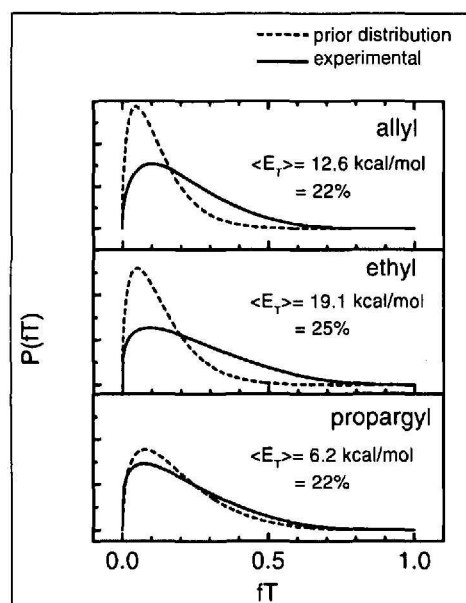 prior distribution
experimental
allyl
<E_T>= 12.6 kcal/mol
= 22%
ethyl
<E_T>= 19.1 kcal/mol
= 25%
propargyl
<E_T>= 6.2 kcal/mol
= 22%
P(fT)
0.0 0.5 1.0
fT